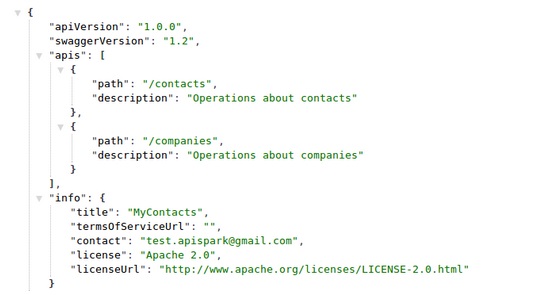 {
"apiVersion": "1.0.0",
"swaggerVersion": "1.2",
"apis": [
{
"path": "/contacts",
"description": "Operations about contacts"
},
{
"path": "/companies",
"description": "Operations about companies"
}
],
"info": {
"title": "MyContacts",
"termsOfServiceUrl": "",
"contact": "test.apispark@gmail.com",
"license": "Apache 2.0",
"licenseUrl": "http://www.apache.org/licenses/LICENSE-2.0.html"
}